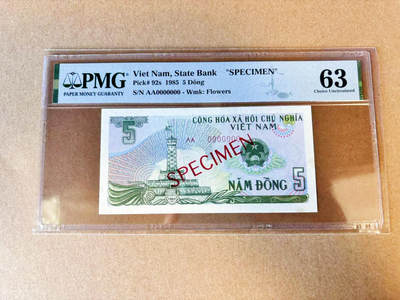 PMG
PAPER MONEY GUARANTY
Viet Nam, State Bank "SPECIMEN"
Pick# 92s 1985 5 Dông
S/N AA0000000 - Wmk: Flowers
63
Choice Uncirculated
CỘNG HÒA XÃ HỘI CHỦ NGHĨA
VIỆT NAM
5
AA 0000000
SPECIMEN
NĂM ĐỒNG
5